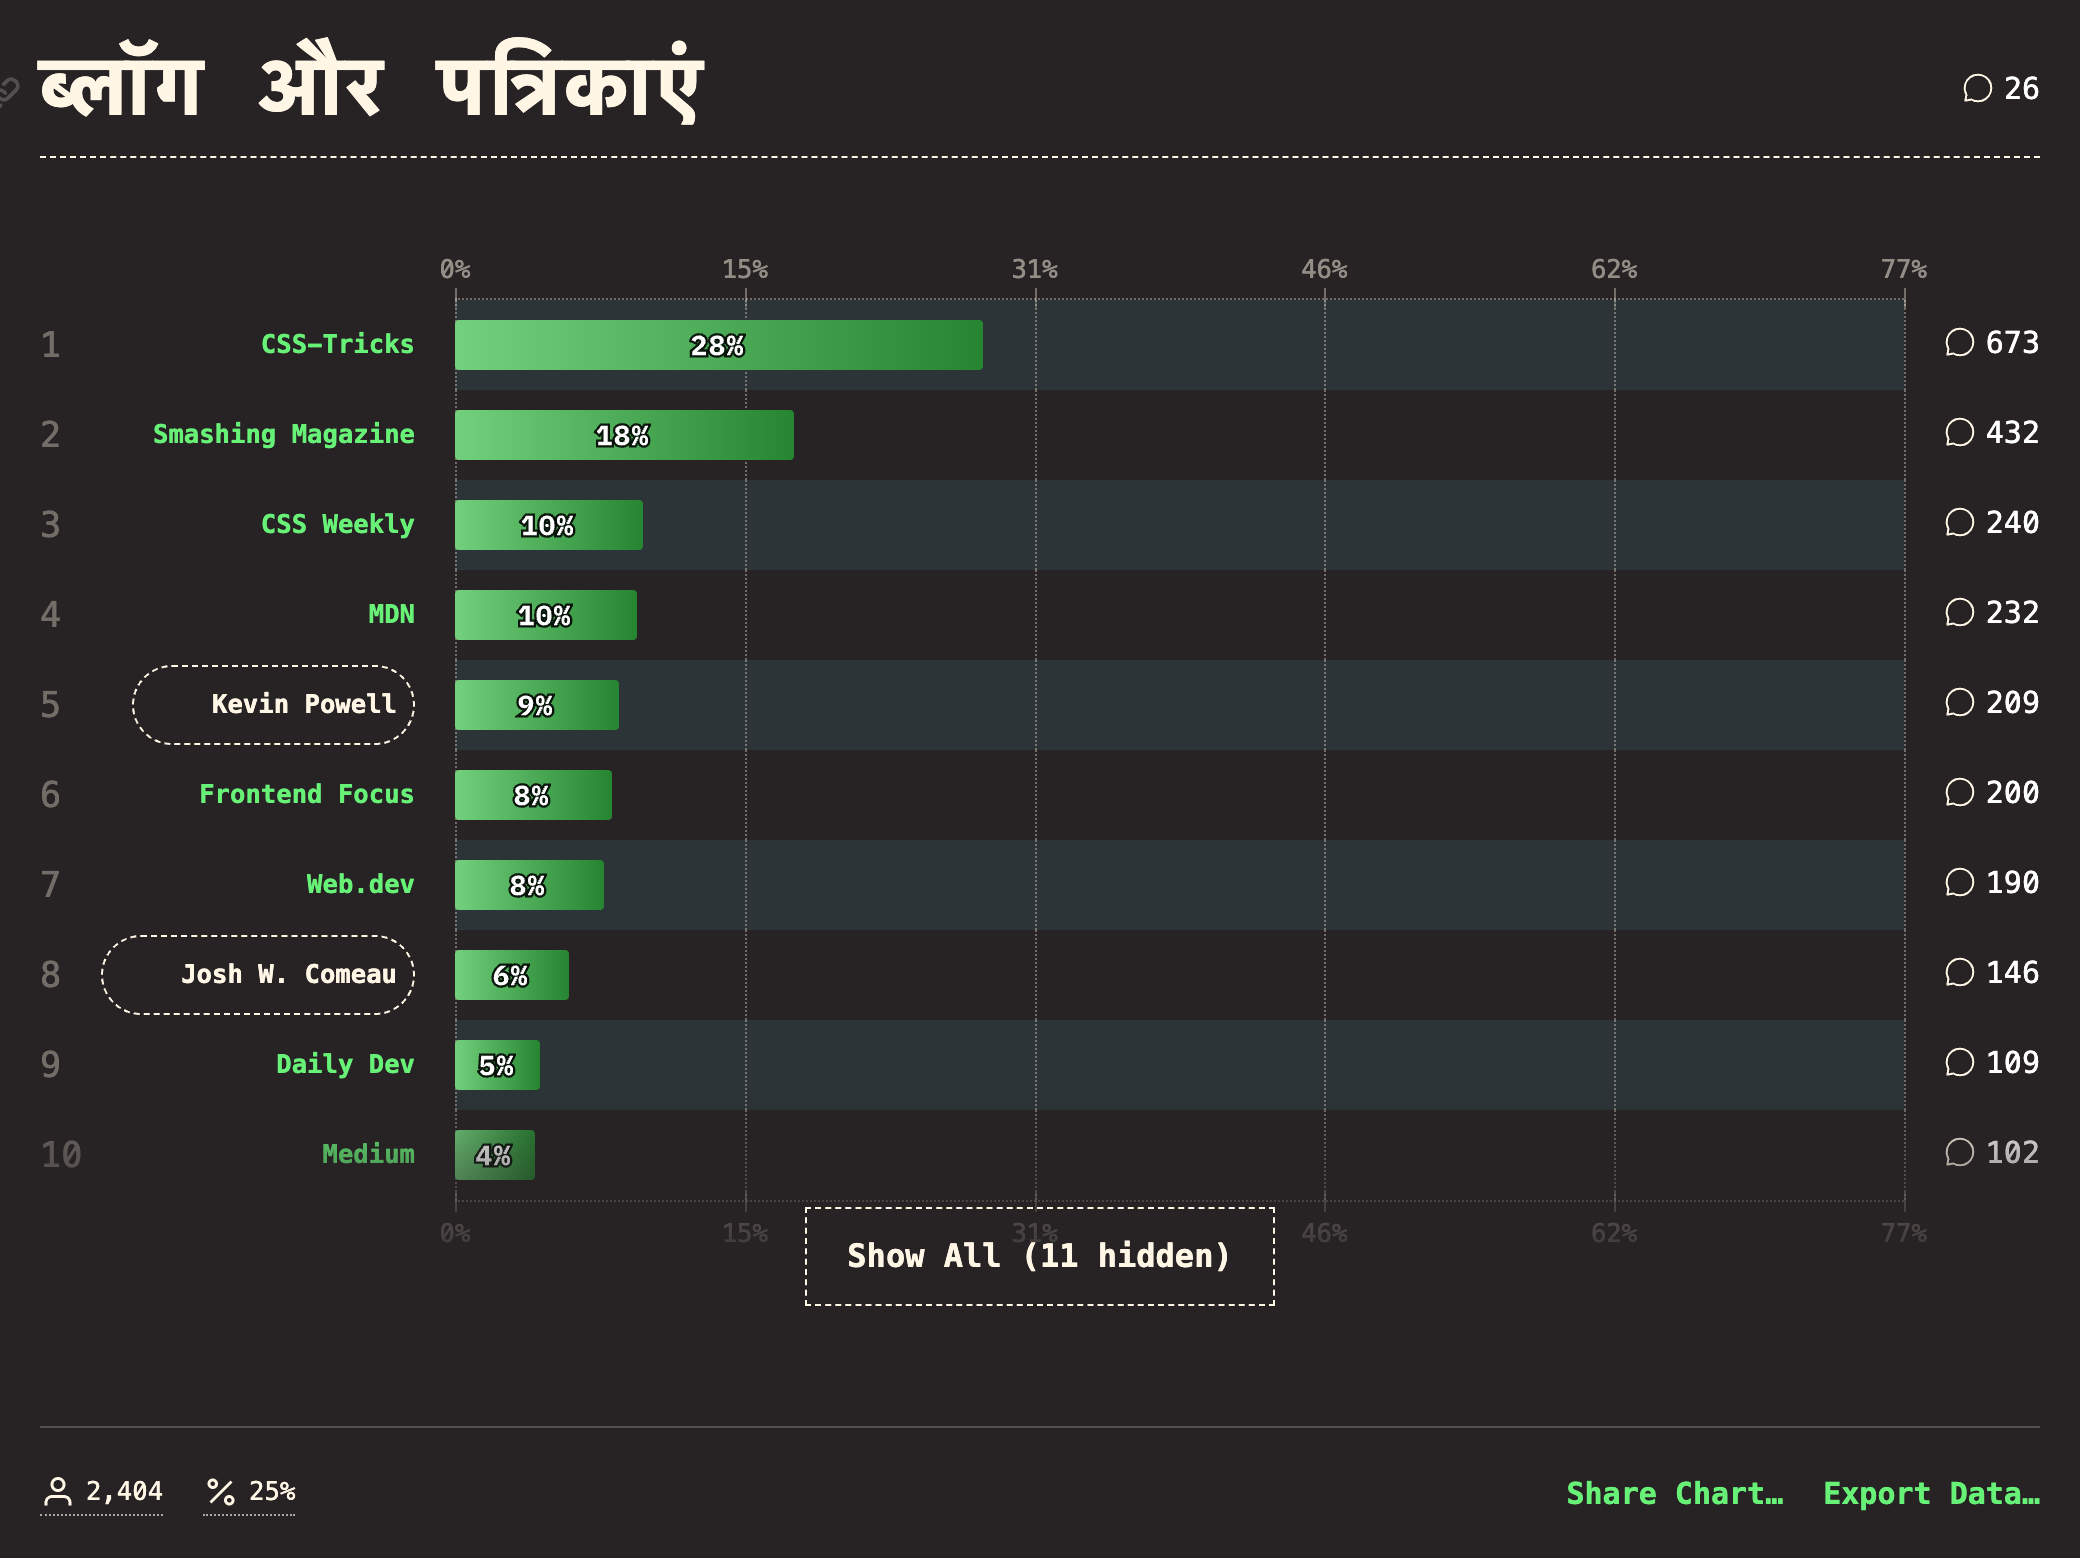 ब्लॉग और पत्रिकाएं
26
0% 15% 31% 46% 62% 77%
1 CSS-Tricks 28% 673
2 Smashing Magazine 18% 432
3 CSS Weekly 10% 240
4 MDN 10% 232
5 Kevin Powell 9% 209
6 Frontend Focus 8% 200
7 Web.dev 8% 190
8 Josh W. Comeau 6% 146
9 Daily Dev 5% 109
10 Medium 4% 102
0% 15% 31% 46% 62% 77%
Show All (11 hidden)
2,404 25% Share Chart… Export Data…